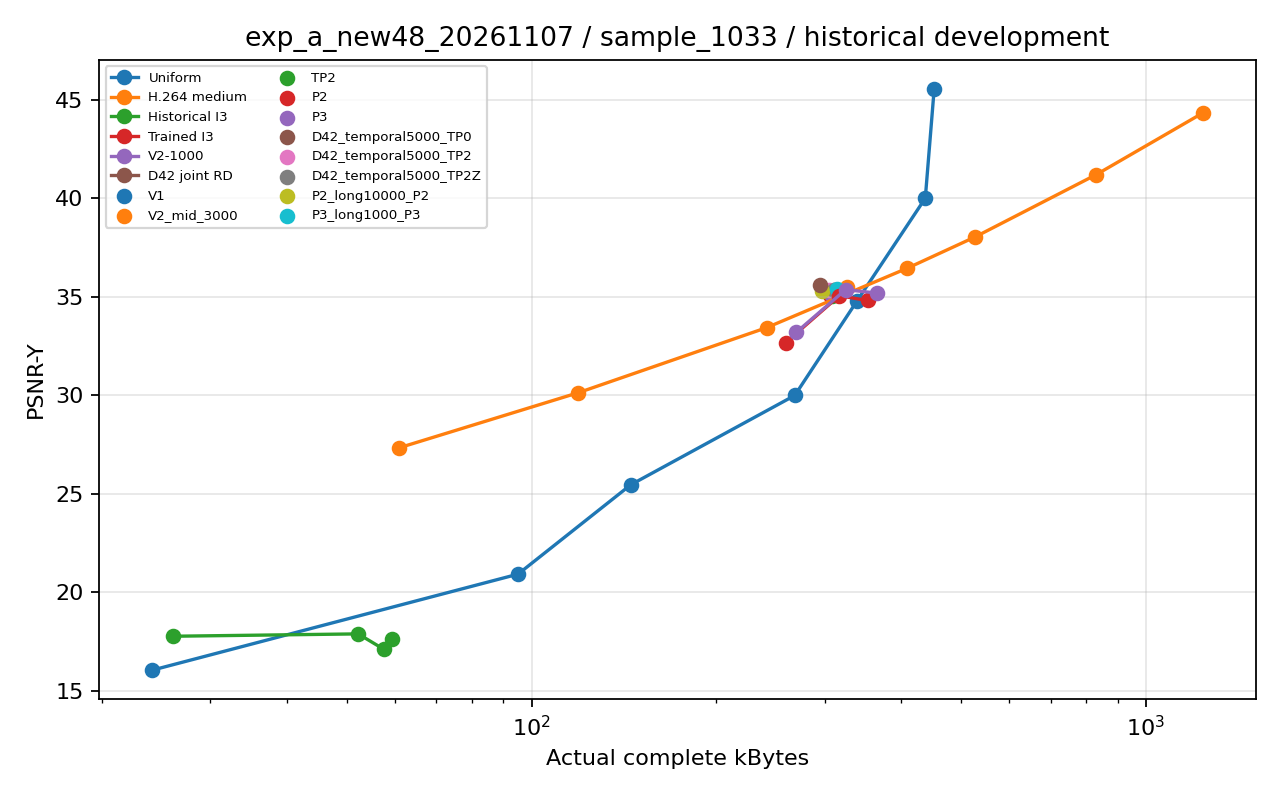 exp_a_new48_20261107 / sample_1033 / historical development
Uniform
H.264 medium
Historical I3
Trained I3
V2-1000
D42 joint RD
V1
V2_mid_3000
TP2
P2
P3
D42_temporal5000_TP0
D42_temporal5000_TP2
D42_temporal5000_TP2Z
P2_long10000_P2
P3_long1000_P3
PSNR-Y
45
40
35
30
25
20
15
10²
10³
Actual complete kBytes